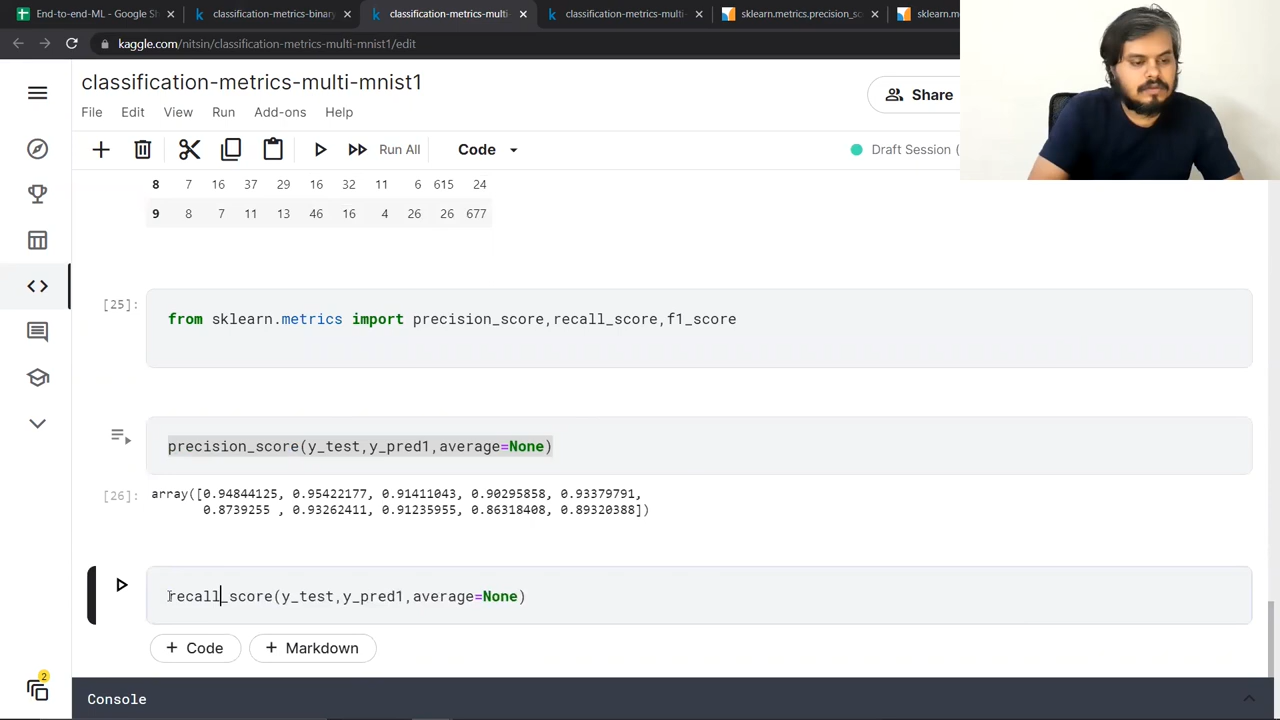 End-to-end-ML - Google Sh
classification-metrics-binary
classification-metrics-multi-
classification-metrics-multi-
sklearn.metrics.precision_sc
sklearn.m
kaggle.com/nitsin/classification-metrics-multi-mnist1/edit
classification-metrics-multi-mnist1
Share
File Edit View Run Add-ons Help
Run All
Code
Draft Session (
8 7 16 37 29 16 32 11 6 615 24
9 8 7 11 13 46 16 4 26 26 677
[25]:
from sklearn.metrics import precision_score,recall_score,f1_score
precision_score(y_test,y_pred1,average=None)
[26]:
array([0.94844125, 0.95422177, 0.91411043, 0.90295858, 0.93379791,
0.8739255 , 0.93262411, 0.91235955, 0.86318408, 0.89320388])
recall_score(y_test,y_pred1,average=None)
+ Code
+ Markdown
2
Console